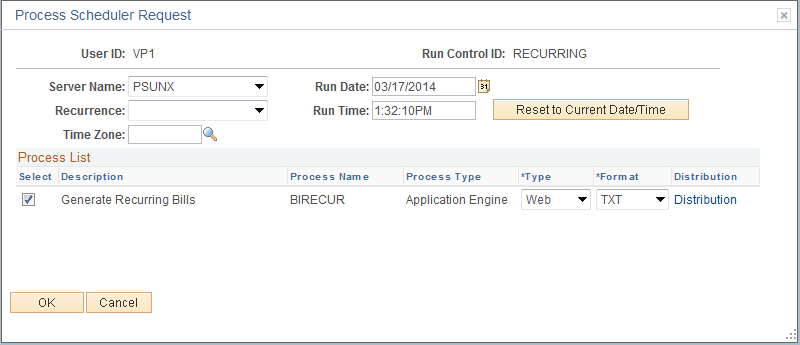 Process Scheduler Request
User ID: VP1 Run Control ID: RECURRING
Server Name: PSUNX Run Date: 03/17/2014 31
Recurrence: Run Time: 1:32:10PM Reset to Current Date/Time
Time Zone:
Process List
Select Description Process Name Process Type *Type *Format Distribution
Generate Recurring Bills BIRECUR Application Engine Web TXT Distribution
OK Cancel